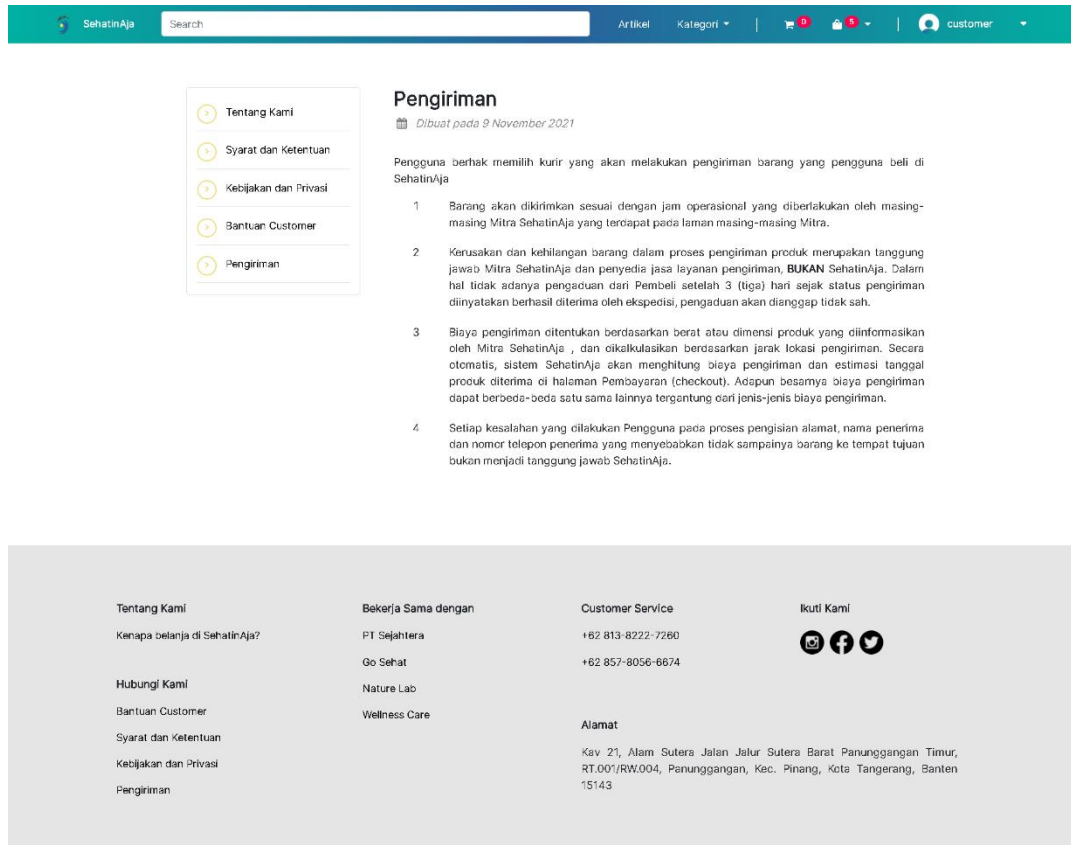 SehatinAja
Search
Artikel
Kategori
0
5
customer
Tentang Kami
Syarat dan Ketentuan
Kebijakan dan Privasi
Bantuan Customer
Pengiriman
Pengiriman
Dibuat pada 9 November 2021
Pengguna berhak memilih kurir yang akan melakukan pengiriman barang yang pengguna beli di
SehatinAja
1 Barang akan dikirimkan sesuai dengan jam operasional yang diberlakukan oleh masing-
masing Mitra SehatinAja yang terdapat pada laman masing-masing Mitra.
2 Kerusakan dan kehilangan barang dalam proses pengiriman produk merupakan tanggung
jawab Mitra SehatinAja dan penyedia jasa layanan pengiriman, BUKAN SehatinAja. Dalam
hal tidak adanya pengaduan dari Pembeli setelah 3 (tiga) hari sejak status pengiriman
diinyatakan berhasil diterima oleh ekspedisi, pengaduan akan dianggap tidak sah.
3 Biaya pengiriman ditentukan berdasarkan berat atau dimensi produk yang diinformasikan
oleh Mitra SehatinAja , dan dikalkulasikan berdasarkan jarak lokasi pengiriman. Secara
otomatis, sistem SehatinAja akan menghitung biaya pengiriman dan estimasi tanggal
produk diterima di halaman Pembayaran (checkout). Adapun besarnya biaya pengiriman
dapat berbeda-beda satu sama lainnya tergantung dari jenis-jenis biaya pengiriman.
4 Setiap kesalahan yang dilakukan Pengguna pada proses pengisian alamat, nama penerima
dan nomor telepon penerima yang menyebabkan tidak sampainya barang ke tempat tujuan
bukan menjadi tanggung jawab SehatinAja.
Tentang Kami
Kenapa belanja di SehatinAja?
Hubungi Kami
Bantuan Customer
Syarat dan Ketentuan
Kebijakan dan Privasi
Pengiriman
Bekerja Sama dengan
PT Sejahtera
Go Sehat
Nature Lab
Wellness Care
Customer Service
+62 813-8222-7260
+62 857-8056-6674
Ikuti Kami
Alamat
Kav 21, Alam Sutera Jalan Jalur Sutera Barat Panunggangan Timur,
RT.001/RW.004, Panunggangan, Kec. Pinang, Kota Tangerang, Banten
15143